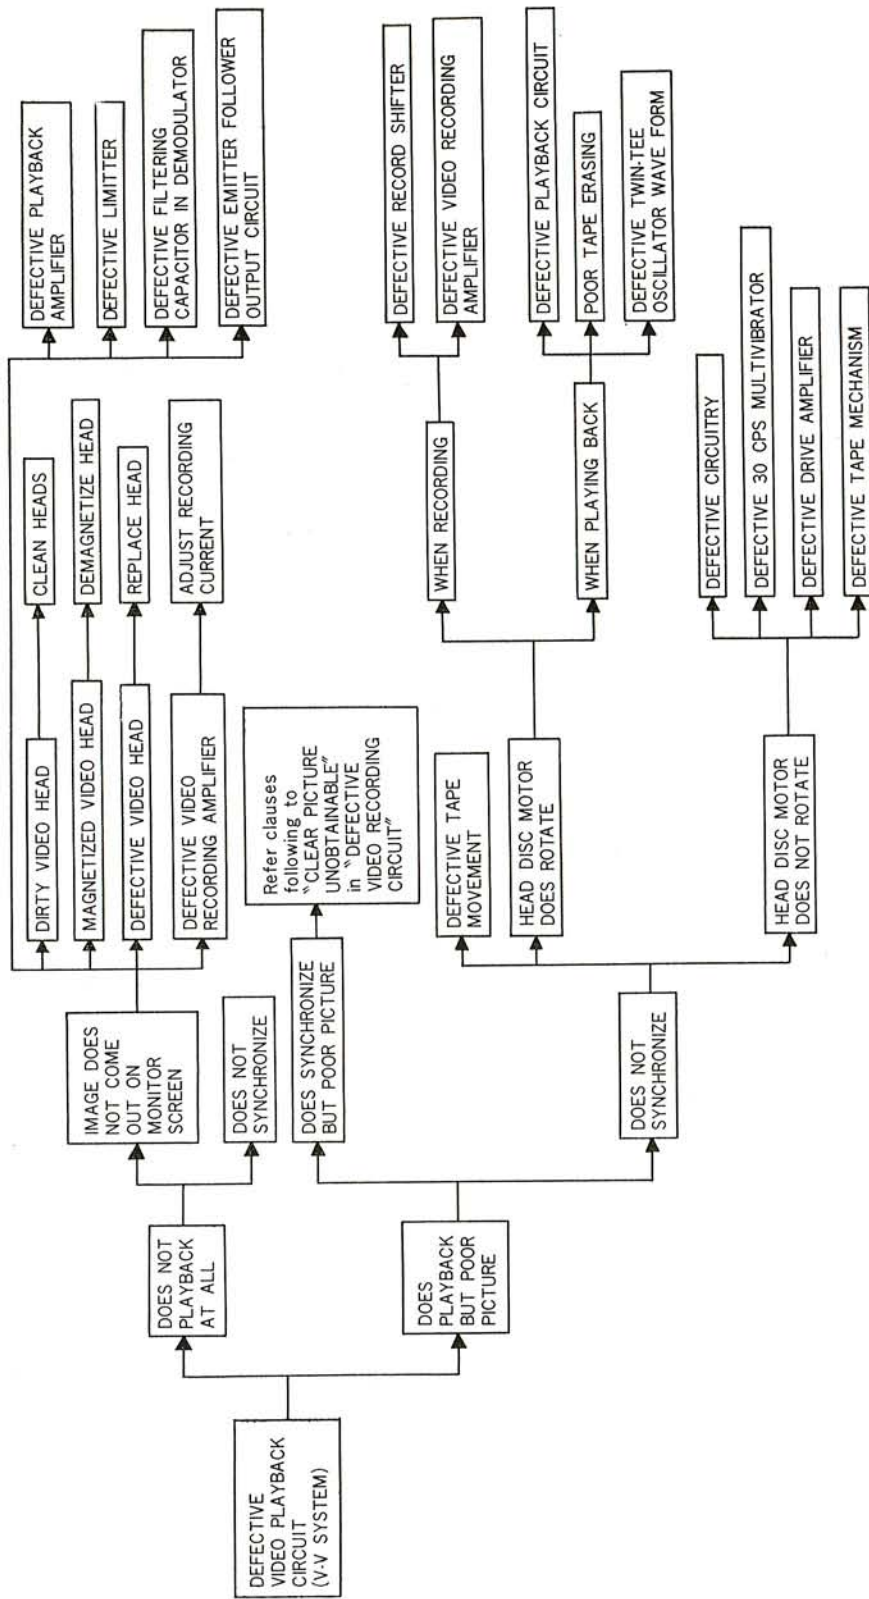 DEFECTIVE
VIDEO PLAYBACK
CIRCUIT
(V-V SYSTEM)
DOES NOT
PLAYBACK
AT ALL
DOES
PLAYBACK
BUT POOR
PICTURE
IMAGE DOES
NOT COME
OUT ON
MONITOR
SCREEN
DOES NOT
SYNCHRONIZE
DOES SYNCHRONIZE
BUT POOR PICTURE
DOES NOT
SYNCHRONIZE
DIRTY VIDEO HEAD
MAGNETIZED VIDEO HEAD
DEFECTIVE VIDEO HEAD
DEFECTIVE VIDEO
RECORDING AMPLIFIER
Refer clauses
following to
“CLEAR PICTURE
UNOBTAINABLE”
in “DEFECTIVE
VIDEO RECORDING
CIRCUIT”
DEFECTIVE TAPE
MOVEMENT
HEAD DISC MOTOR
DOES ROTATE
HEAD DISC MOTOR
DOES NOT ROTATE
CLEAN HEADS
DEMAGNETIZE HEAD
REPLACE HEAD
ADJUST RECORDING
CURRENT
WHEN RECORDING
WHEN PLAYING BACK
DEFECTIVE CIRCUITRY
DEFECTIVE 30 CPS MULTIVIBRATOR
DEFECTIVE DRIVE AMPLIFIER
DEFECTIVE TAPE MECHANISM
DEFECTIVE PLAYBACK
AMPLIFIER
DEFECTIVE LIMITTER
DEFECTIVE FILTERING
CAPACITOR IN DEMODULATOR
DEFECTIVE EMITTER FOLLOWER
OUTPUT CIRCUIT
DEFECTIVE RECORD SHIFTER
DEFECTIVE VIDEO RECORDING
AMPLIFIER
DEFECTIVE PLAYBACK CIRCUIT
POOR TAPE ERASING
DEFECTIVE TWIN-TEE
OSCILLATOR WAVE FORM